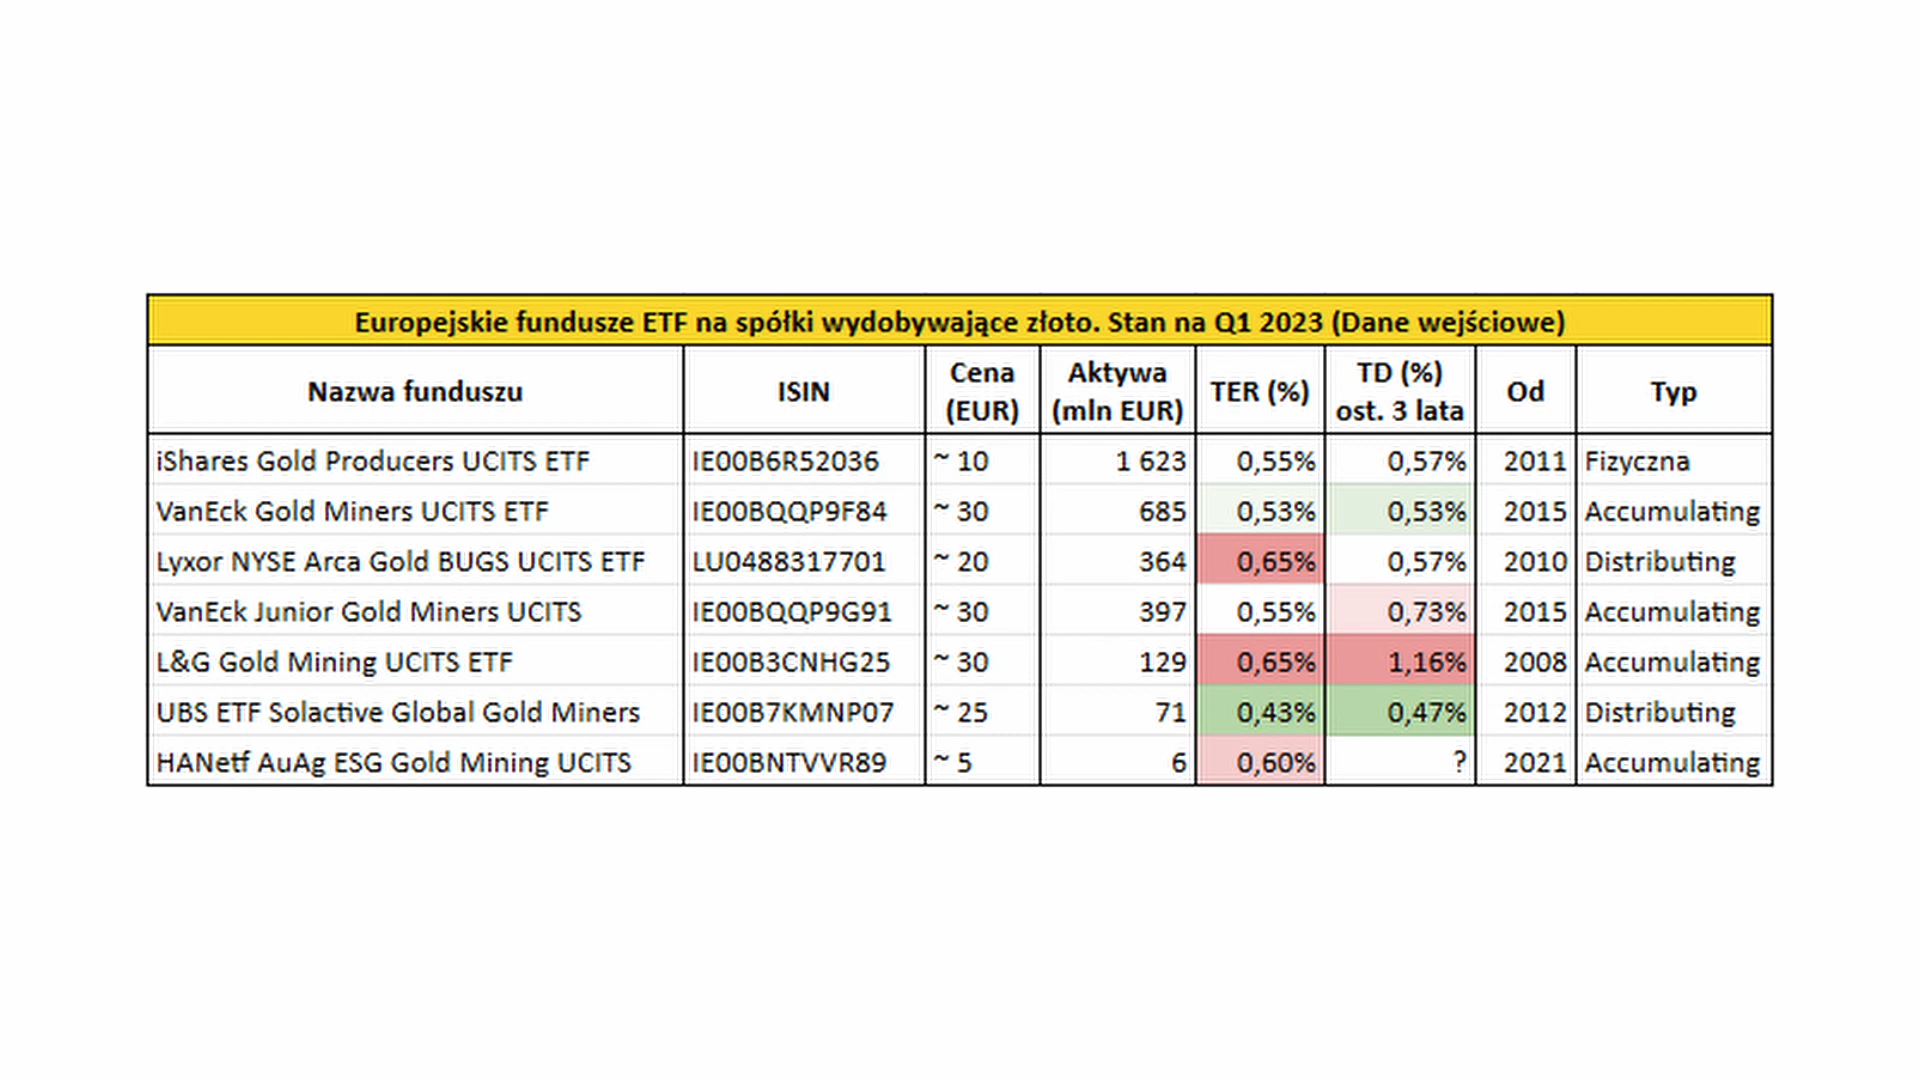 Europejskie fundusze ETF na spółki wydobywające złoto. Stan na Q1 2023 (Dane wejściowe)
Nazwa funduszu ISIN Cena (EUR) Aktywa (mln EUR) TER (%) TD (%) ost. 3 lata Od Typ
iShares Gold Producers UCITS ETF IE00B6R52036 ~ 10 1 623 0,55% 0,57% 2011 Fizyczna
VanEck Gold Miners UCITS ETF IE00BQQP9F84 ~ 30 685 0,53% 0,53% 2015 Accumulating
Lyxor NYSE Arca Gold BUGS UCITS ETF LU0488317701 ~ 20 364 0,65% 0,57% 2010 Distributing
VanEck Junior Gold Miners UCITS IE00BQQP9G91 ~ 30 397 0,55% 0,73% 2015 Accumulating
L&G Gold Mining UCITS ETF IE00B3CNHG25 ~ 30 129 0,65% 1,16% 2008 Accumulating
UBS ETF Solactive Global Gold Miners IE00B7KMNP07 ~ 25 71 0,43% 0,47% 2012 Distributing
HANetf AuAg ESG Gold Mining UCITS IE00BNTVVR89 ~ 5 6 0,60% ? 2021 Accumulating